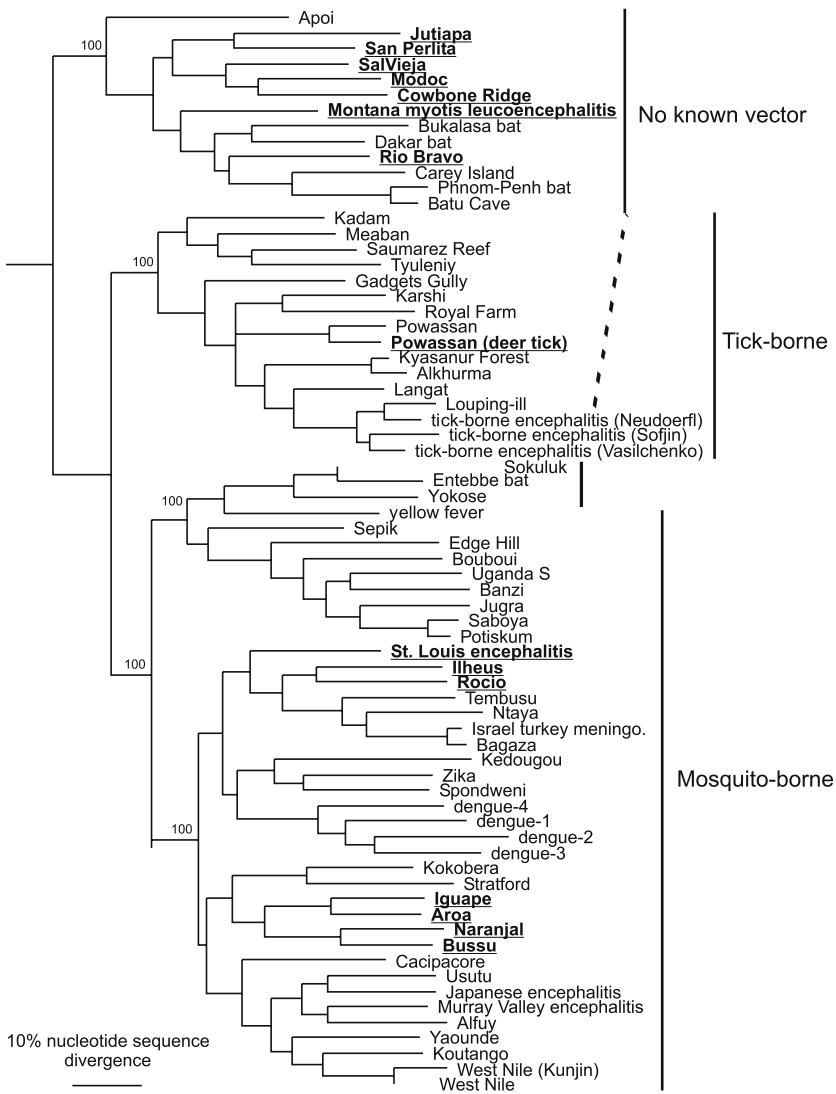 Apoi
100
Jutiapa
San Perlita
SalVieja
Modoc
Cowbone Ridge
Montana myotis leucoencephalitis
No known vector
Bukalasa bat
Dakar bat
Rio Bravo
Carey Island
Phnom-Penh bat
Batu Cave
Kadam
Meaban
Saumarez Reef
100
Tyuleniy
Gadgets Gully
Karshi
Royal Farm
Powassan
Powassan (deer tick)
Tick-borne
Kyasanur Forest
Alkhurma
Langat
Louping-ill
tick-borne encephalitis (Neudoerfl)
tick-borne encephalitis (Sofjin)
tick-borne encephalitis (Vasilchenko)
Sokuluk
Entebbe bat
Yokose
100
yellow fever
Sepik
Edge Hill
Bouboui
Uganda S
Banzi
Jugra
Saboya
Potiskum
St. Louis encephalitis
100
Ilheus
Rocio
Tembusu
Ntaya
Israel turkey meningo.
Bagaza
Kedougou
Zika
Mosquito-borne
Spondweni
dengue-4
dengue-1
100
dengue-2
dengue-3
Kokobera
Stratford
Iguape
Aroa
Naranjal
Bussu
Cacipacore
Usutu
Japanese encephalitis
Murray Valley encephalitis
Alfuy
Yaounde
Koutango
West Nile (Kunjin)
West Nile
10% nucleotide sequence
divergence